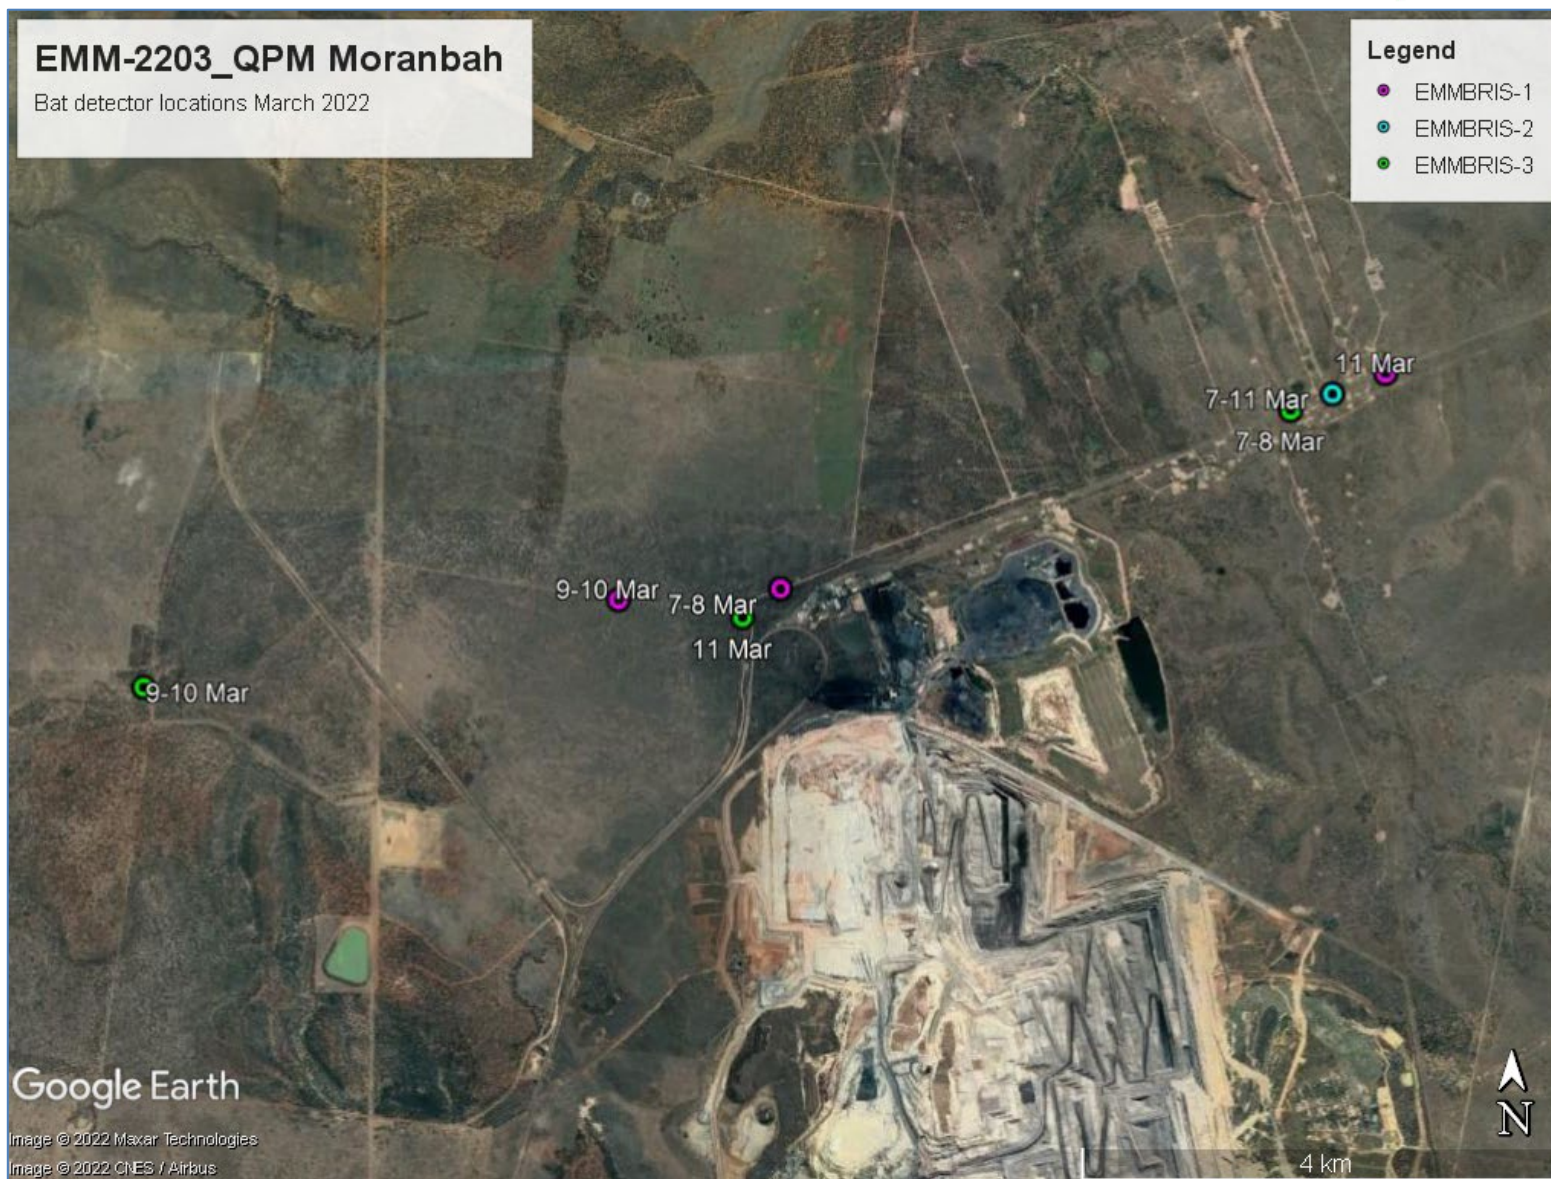 EMM-2203_QPM Moranbah
Bat detector locations March 2022
Legend
EMMBRIS-1
EMMBRIS-2
EMMBRIS-3
11 Mar
7-11 Mar
7-8 Mar
9-10 Mar
7-8 Mar
11 Mar
9-10 Mar
Google Earth
Image © 2022 Maxar Technologies
Image © 2022 CNES / Airbus
4 km
N